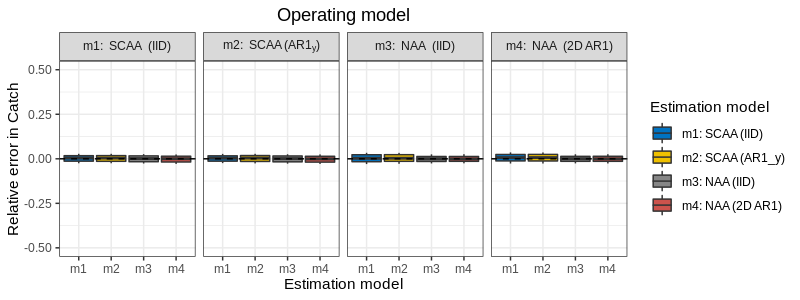 Operating model
m1: SCAA (IID) m2: SCAA (AR1y) m3: NAA (IID) m4: NAA (2D AR1)
Relative error in Catch
0.50
0.25
0.00
-0.25
-0.50
m1 m2 m3 m4 m1 m2 m3 m4 m1 m2 m3 m4 m1 m2 m3 m4
Estimation model
Estimation model
m1: SCAA (IID)
m2: SCAA (AR1_y)
m3: NAA (IID)
m4: NAA (2D AR1)